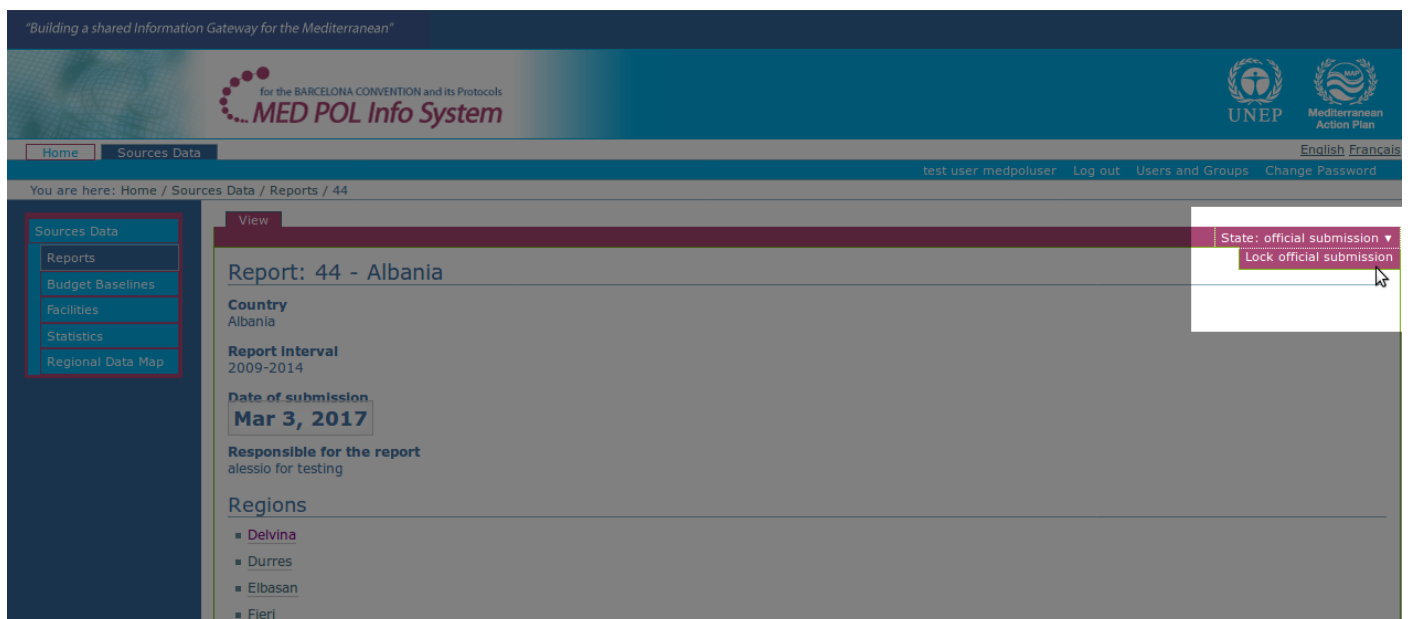 "Building a shared Information Gateway for the Mediterranean"
for the BARCELONA CONVENTION and its Protocols
MED POL Info System
UNEP
MAP
Mediterranean
Action Plan
Home Sources Data
English Français
test user medpoluser Log out Users and Groups Change Password
You are here: Home / Sources Data / Reports / 44
Sources Data
Reports
Budget Baselines
Facilities
Statistics
Regional Data Map
View
State: official submission ▼
Lock official submission
Report: 44 - Albania
Country
Albania
Report interval
2009-2014
Date of submission
Mar 3, 2017
Responsible for the report
alessio for testing
Regions
Delvina
Durres
Elbasan
Fieri